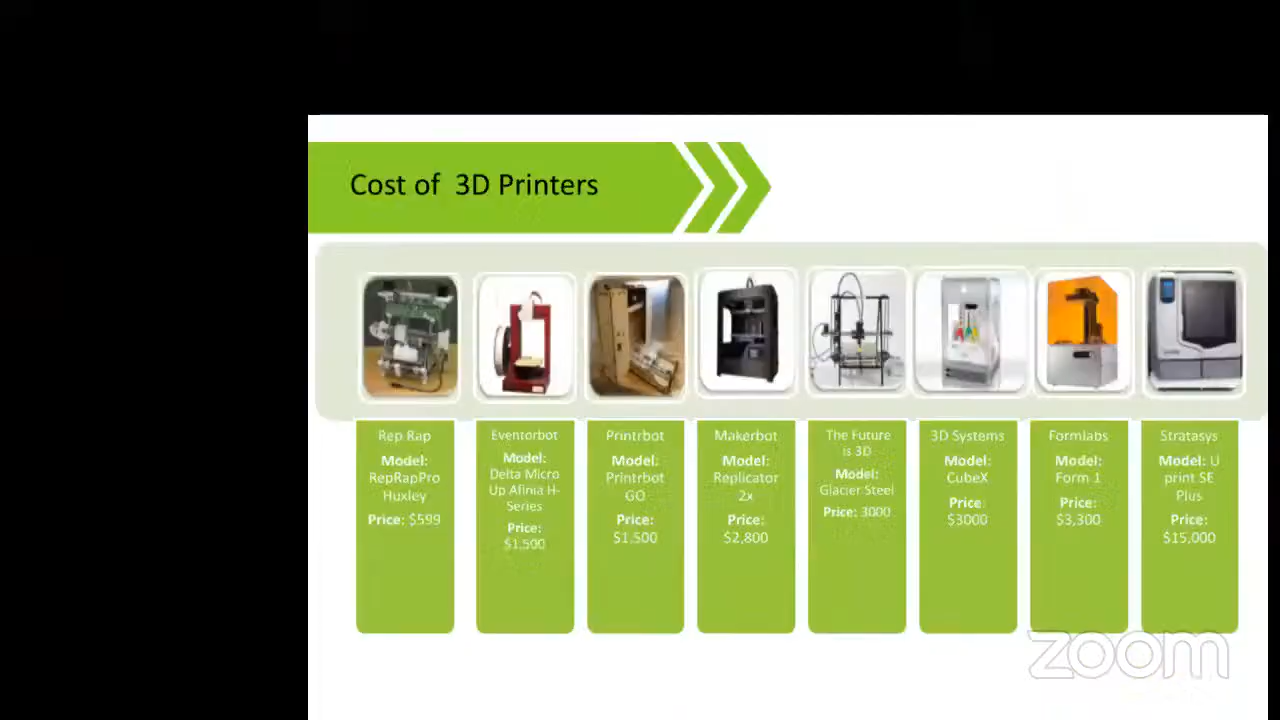 Cost of 3D Printers
Rep Rap
Model:
RepRapPro
Huxley
Price: $599
Eventorbot
Model:
Delta Micro
Up Afinia H-
Series
Price:
$1,500
Printrbot
Model:
Printrbot
GO
Price:
$1,500
Makerbot
Model:
Replicator
2x
Price:
$2,800
The Future
is 3D
Model:
Glacier Steel
Price: 3000
3D Systems
Model:
CubeX
Price:
$3000
Formlabs
Model:
Form 1
Price:
$3,300
Stratasys
Model: U
print SE
Plus
Price:
$15,000
zoom